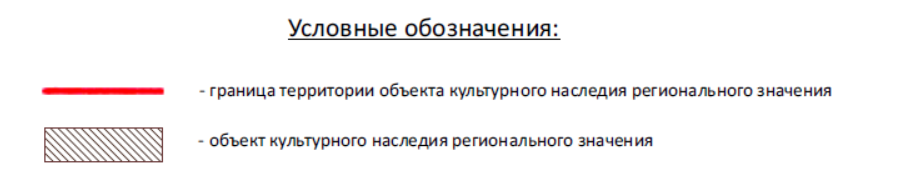 Условные обозначения:
- граница территории объекта культурного наследия регионального значения
- объект культурного наследия регионального значения